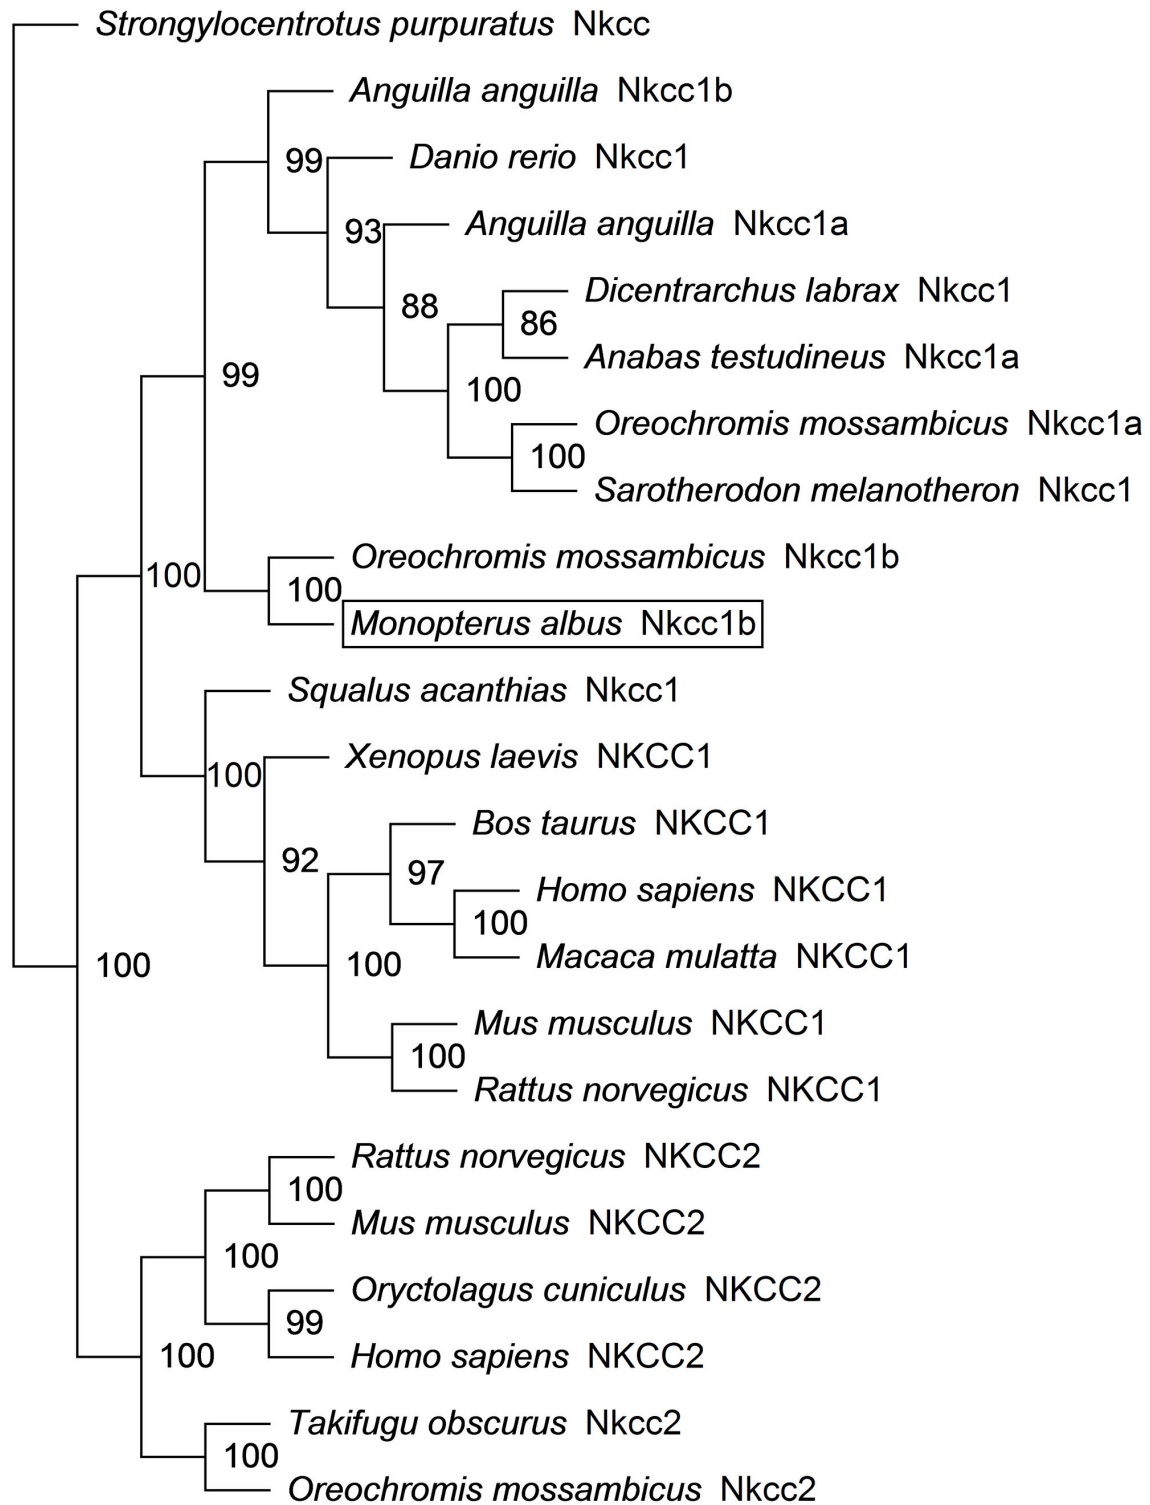 Strongylocentrotus purpuratus Nkcc
Anguilla anguilla Nkcc1b
99
Danio rerio Nkcc1
93
Anguilla anguilla Nkcc1a
88
Dicentrarchus labrax Nkcc1
86
Anabas testudineus Nkcc1a
99
100
Oreochromis mossambicus Nkcc1a
100
Sarotherodon melanotheron Nkcc1
Oreochromis mossambicus Nkcc1b
100
100
Monopterus albus Nkcc1b
Squalus acanthias Nkcc1
Xenopus laevis NKCC1
100
Bos taurus NKCC1
92
97
Homo sapiens NKCC1
100
Macaca mulatta NKCC1
100
100
Mus musculus NKCC1
100
Rattus norvegicus NKCC1
Rattus norvegicus NKCC2
100
Mus musculus NKCC2
100
Oryctolagus cuniculus NKCC2
99
Homo sapiens NKCC2
100
Takifugu obscurus Nkcc2
100
Oreochromis mossambicus Nkcc2